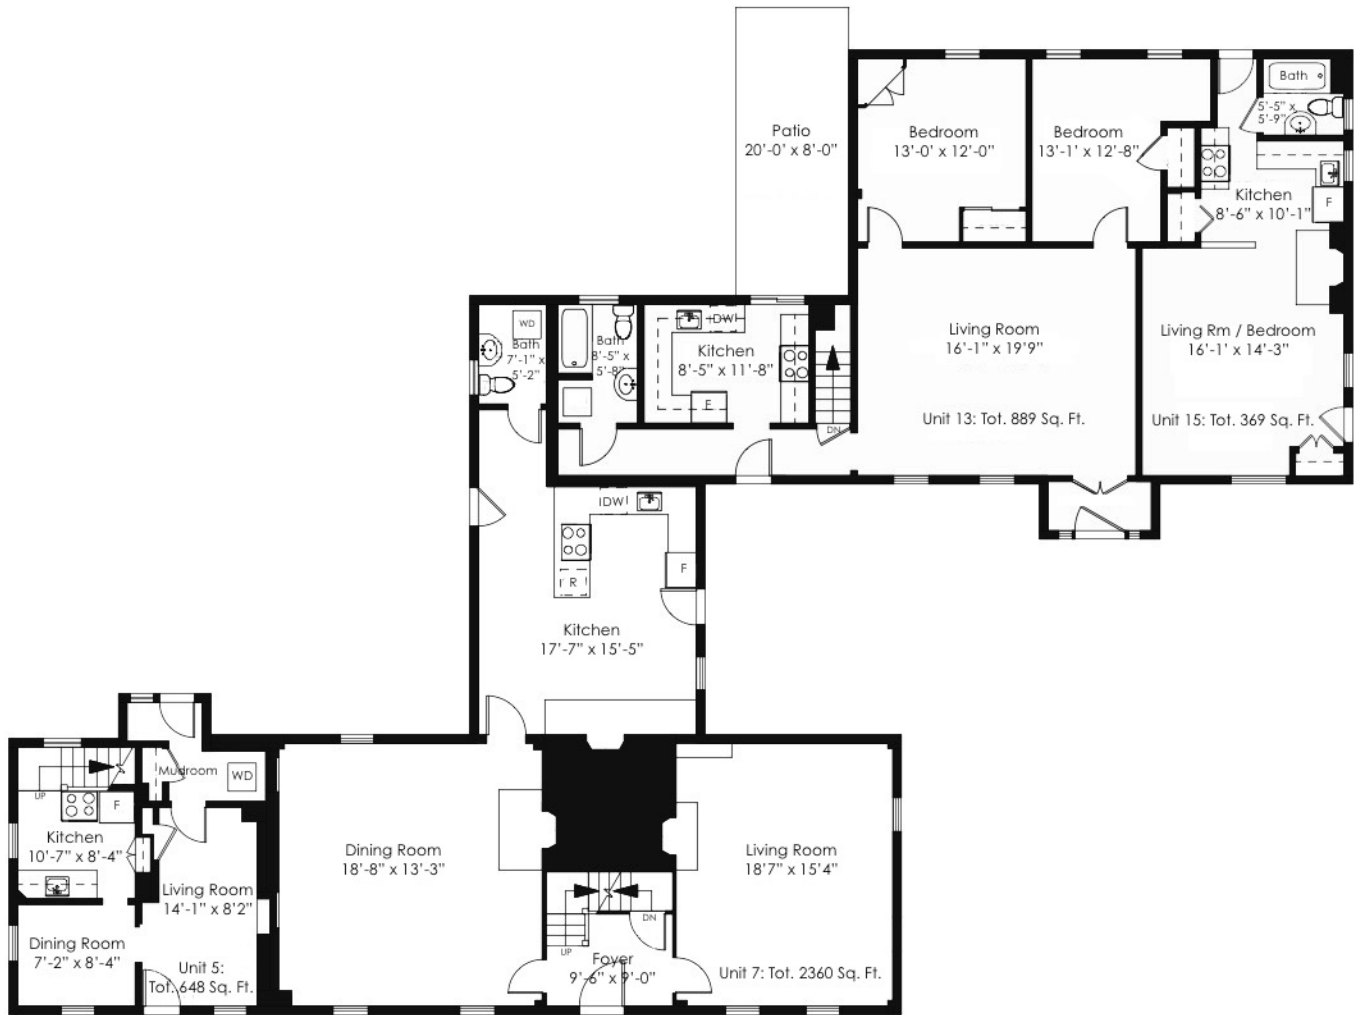 Patio
20'-0' x 8'-0"
Bedroom
13'-0' x 12'-0"
Bedroom
13'-1' x 12'-8"
Bath
5'-5" x
5'-9"
Kitchen
8'-6" x 10'-1"
F
Living Room
16'-1" x 19'9"
Unit 13: Tot. 889 Sq. Ft.
Living Rm / Bedroom
16'-1' x 14'-3"
Unit 15: Tot. 369 Sq. Ft.
WD
Bath
7'-1" x
5'-2"
Bath
8'-5" x
5'-8"
DW
Kitchen
8'-5" x 11'-8"
F
DN
DW
F
R
Kitchen
17'-7" x 15'-5"
Mudroom
WD
UP
F
Kitchen
10'-7" x 8'-4"
Living Room
14'-1" x 8'2"
Dining Room
7'-2" x 8'-4"
Unit 5:
Tot. 648 Sq. Ft.
Dining Room
18'-8" x 13'-3"
Living Room
18'7" x 15'4"
DN
UP
Foyer
9'-6" x 9'-0"
Unit 7: Tot. 2360 Sq. Ft.